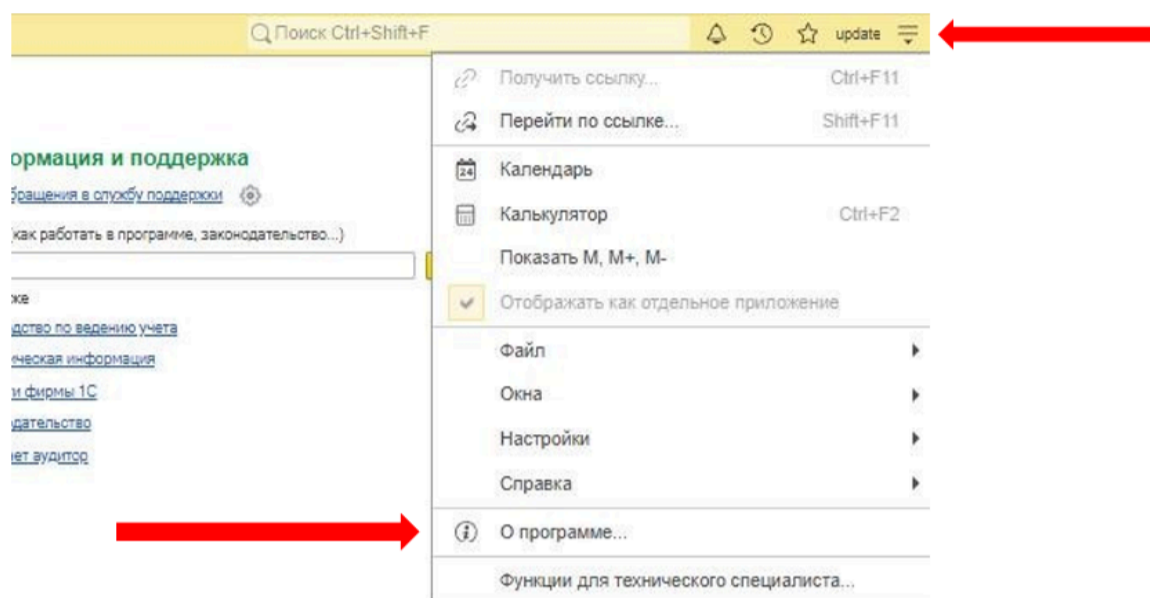 Поиск Ctrl+Shift+F
update
Получить ссылку... Ctrl+F11
Перейти по ссылке... Shift+F11
ормация и поддержка
бращения в службу поддержки
Календарь
24
Калькулятор Ctrl+F2
(как работать в программе, законодательство...)
Показать М, М+, М-
же
Отображать как отдельное приложение
дство по ведению учета
ическая информация
Файл
и фирмы 1С
Окна
дательство
Настройки
ет аудитор
Справка
О программе...
Функции для технического специалиста...